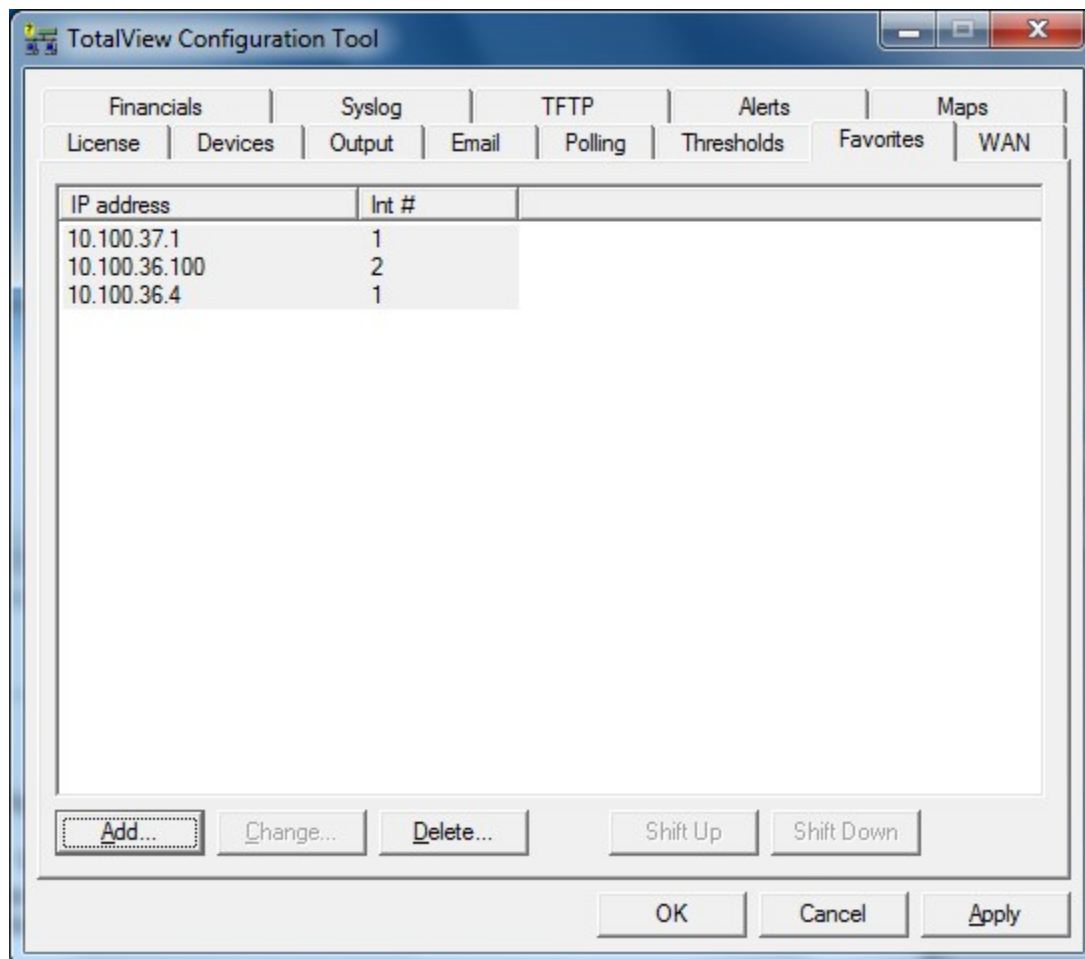 TotalView Configuration Tool
Financials Syslog TFTP Alerts Maps
License Devices Output Email Polling Thresholds Favorites WAN
IP address Int #
10.100.37.1 1
10.100.36.100 2
10.100.36.4 1
Add... Change... Delete... Shift Up Shift Down
OK Cancel Apply